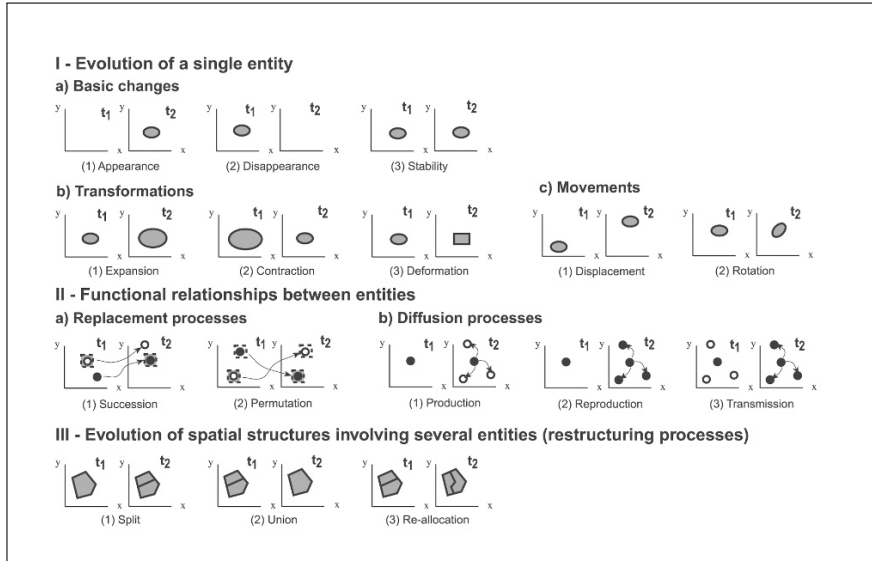 I - Evolution of a single entity
a) Basic changes
y t1 y t2 y t1 y t2 y t1 y t2
x x x x x x
(1) Appearance (2) Disappearance (3) Stability
b) Transformations c) Movements
y t1 y t2 y t1 y t2 y t1 y t2 y t1 y t2 y t1 y t2
x x x x x x x x x x
(1) Expansion (2) Contraction (3) Deformation (1) Displacement (2) Rotation
II - Functional relationships between entities
a) Replacement processes b) Diffusion processes
y t1 y t2 y t1 y t2 y t1 y t2 y t1 y t2 y t1 y t2
x x x x x x x x x x
(1) Succession (2) Permutation (1) Production (2) Reproduction (3) Transmission
III - Evolution of spatial structures involving several entities (restructuring processes)
y t1 y t2 y t1 y t2 y t1 y t2
x x x x x x
(1) Split (2) Union (3) Re-allocation